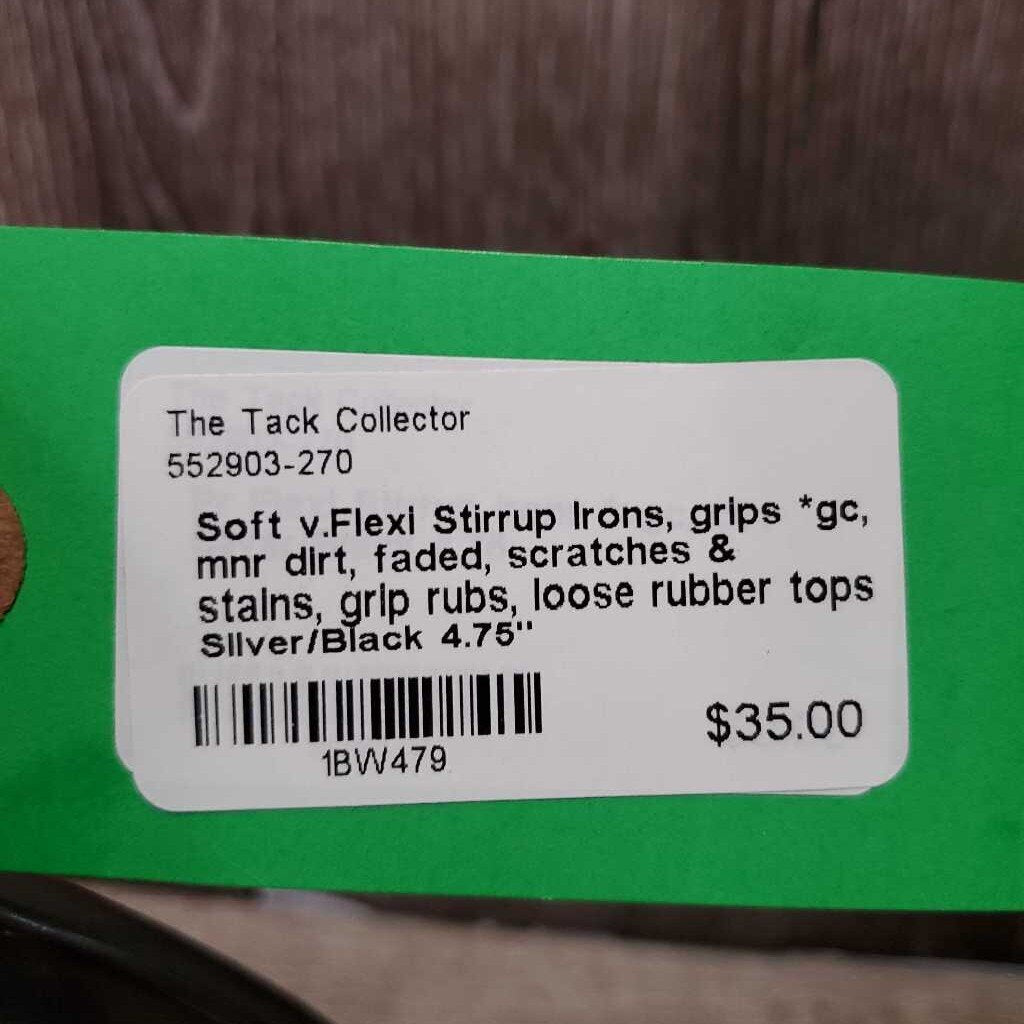 The Tack Collector
552903-270
Soft v.Flexi Stirrup Irons, grips *gc,
mnr dirt, faded, scratches &
stains, grip rubs, loose rubber tops
Silver/Black 4.75"
1BW479
$35.00